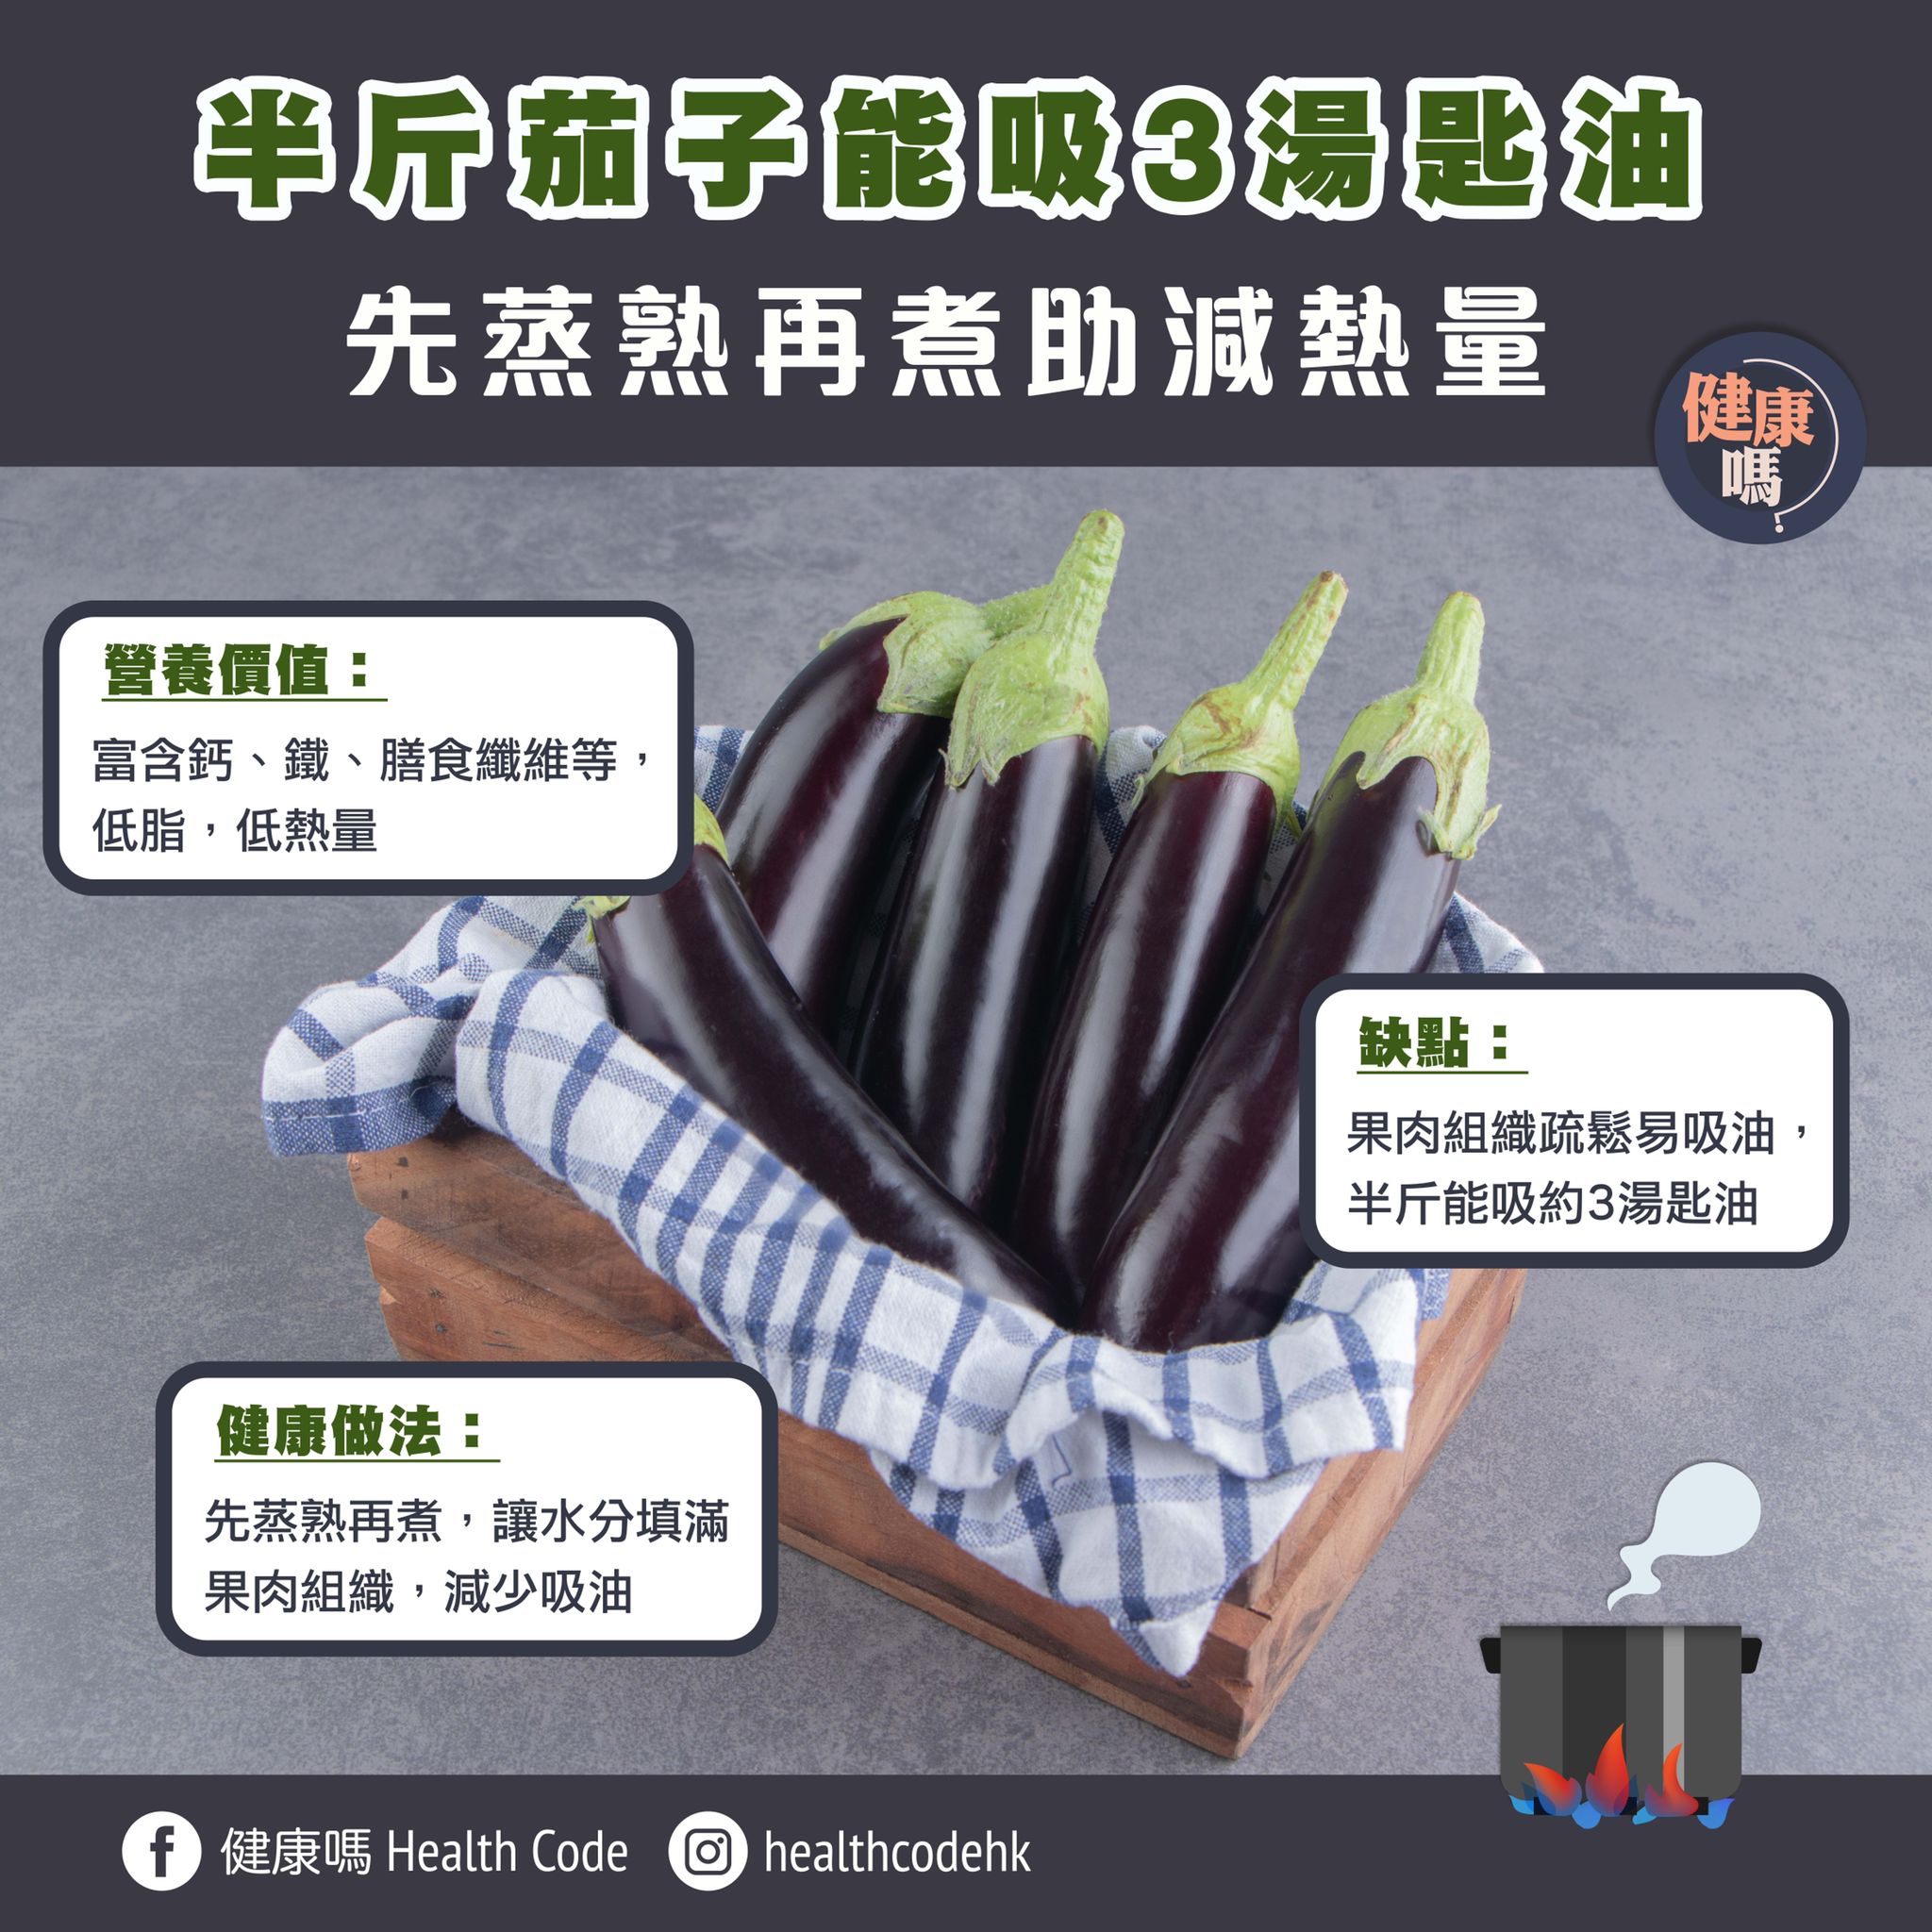 半斤茄子能吸3湯匙油
先蒸熟再煮助減熱量
健康
嗎
營養價值：
富含鈣、鐵、膳食纖維等，
低脂，低熱量
缺點：
果肉組織疏鬆易吸油，
半斤能吸約3湯匙油
健康做法：
先蒸熟再煮，讓水分填滿
果肉組織，減少吸油
健康嗎 Health Code healthcodehk